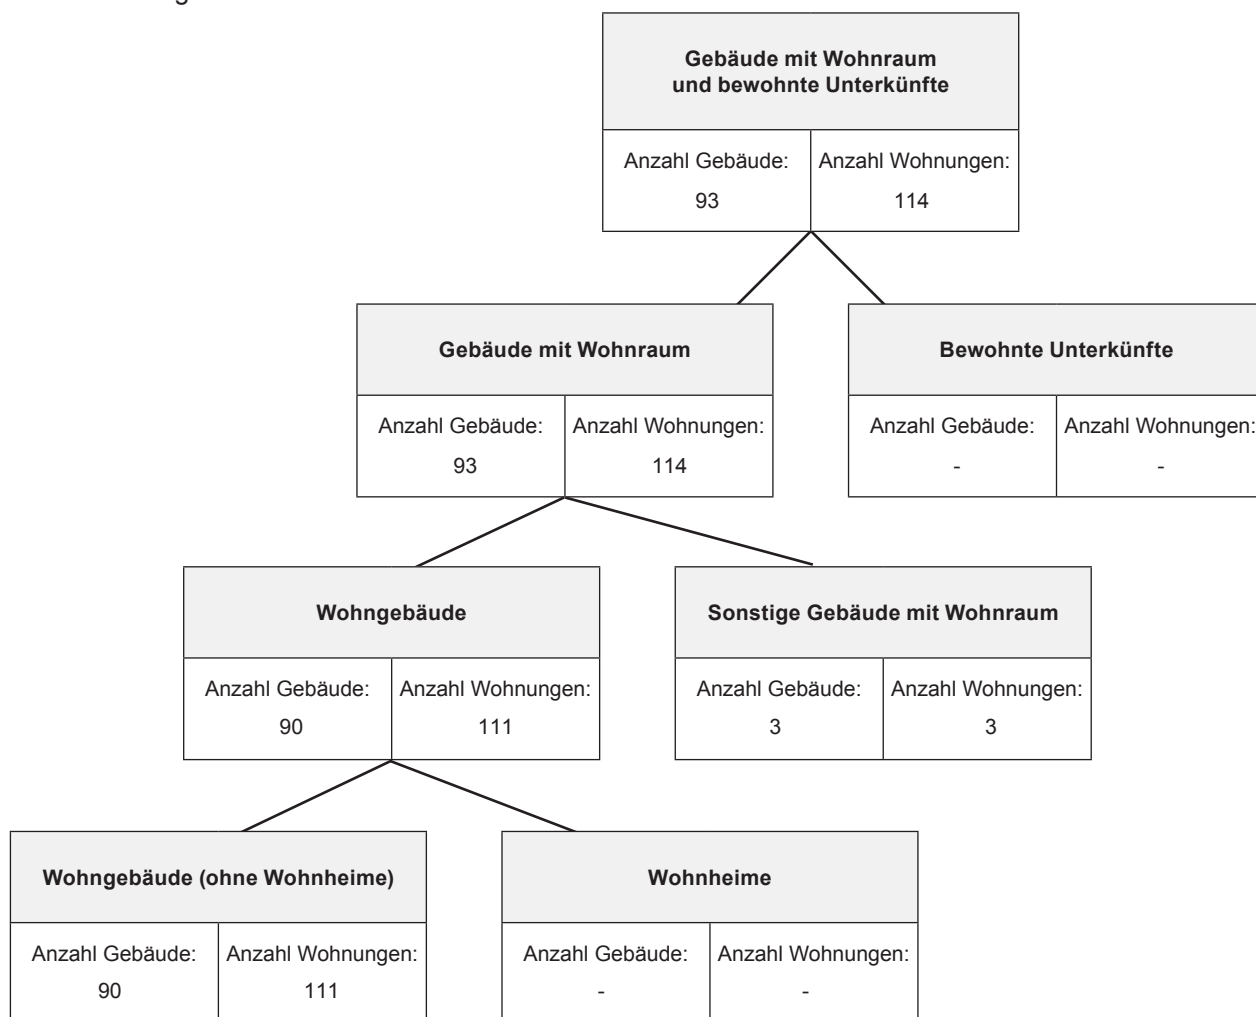 Gebäude mit Wohnraum
und bewohnte Unterkünfte
Anzahl Gebäude: Anzahl Wohnungen:
93 114
Gebäude mit Wohnraum
Bewohnte Unterkünfte
Anzahl Gebäude: Anzahl Wohnungen:
93 114
Anzahl Gebäude: Anzahl Wohnungen:
- -
Wohngebäude
Sonstige Gebäude mit Wohnraum
Anzahl Gebäude: Anzahl Wohnungen:
90 111
Anzahl Gebäude: Anzahl Wohnungen:
3 3
Wohngebäude (ohne Wohnheime)
Wohnheime
Anzahl Gebäude: Anzahl Wohnungen:
90 111
Anzahl Gebäude: Anzahl Wohnungen:
- -